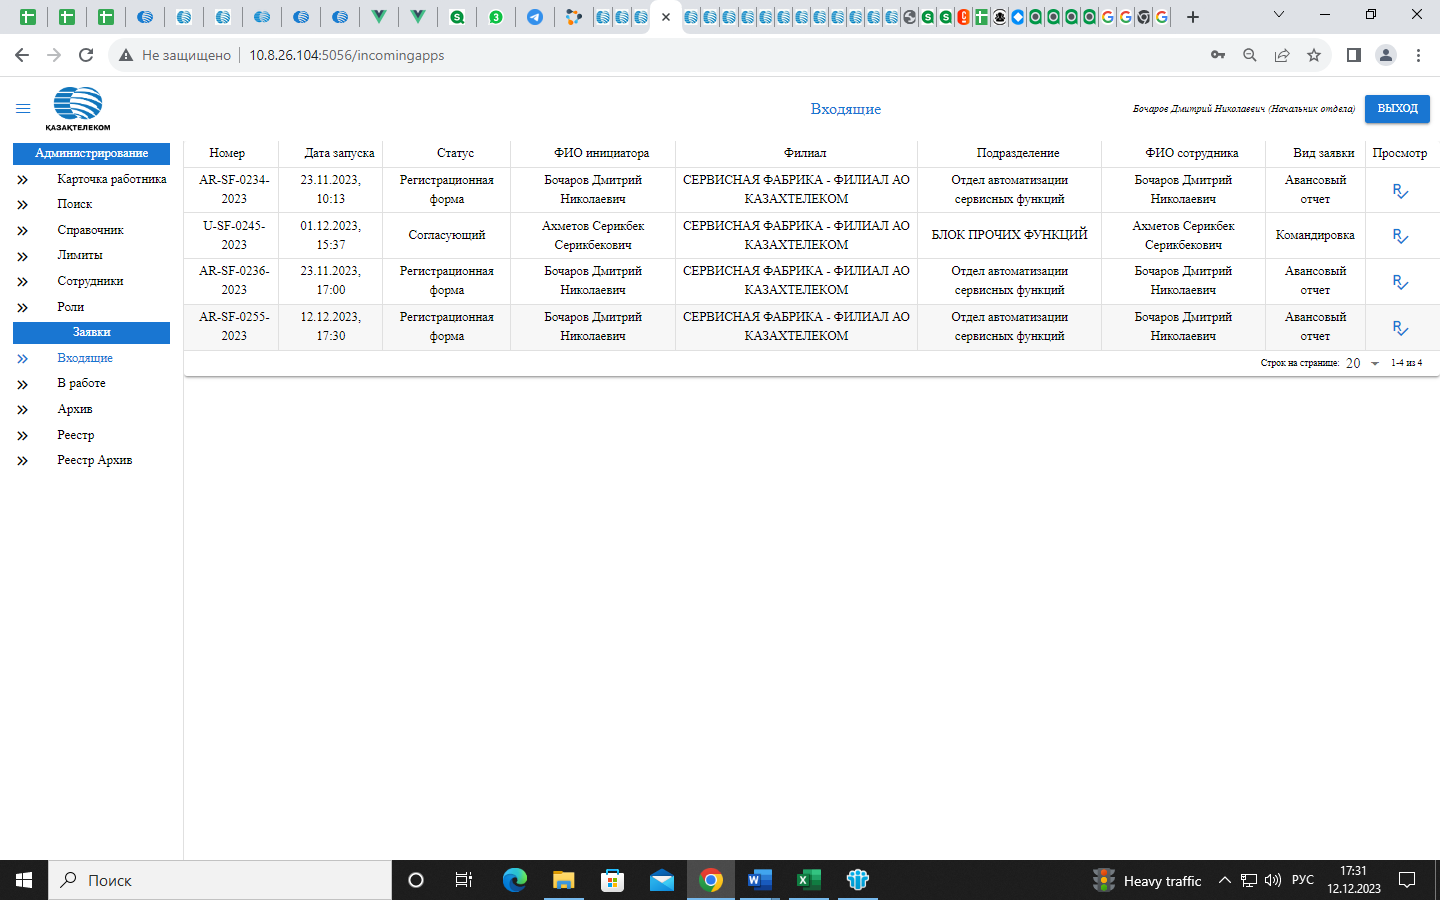 Не защищено 10.8.26.104:5056/incomingapps
ҚАЗАҚТЕЛЕКОМ
Входящие
Бочаров Дмитрий Николаевич (Начальник отдела)
ВЫХОД
Администрирование
Карточка работника
Поиск
Справочник
Лимиты
Сотрудники
Роли
Заявки
Входящие
В работе
Архив
Реестр
Реестр Архив
Номер Дата запуска Статус ФИО инициатора Филиал Подразделение ФИО сотрудника Вид заявки Просмотр
AR-SF-0234- 23.11.2023, Регистрационная Бочаров Дмитрий СЕРВИСНАЯ ФАБРИКА - ФИЛИАЛ АО Отдел автоматизации Бочаров Дмитрий Авансовый
2023 10:13 форма Николаевич КАЗАХТЕЛЕКОМ сервисных функций Николаевич отчет
U-SF-0245- 01.12.2023, Согласующий Ахметов Серикбек СЕРВИСНАЯ ФАБРИКА - ФИЛИАЛ АО БЛОК ПРОЧИХ ФУНКЦИЙ Ахметов Серикбек Командировка
2023 15:37 Серикбекович КАЗАХТЕЛЕКОМ Серикбекович
AR-SF-0236- 23.11.2023, Регистрационная Бочаров Дмитрий СЕРВИСНАЯ ФАБРИКА - ФИЛИАЛ АО Отдел автоматизации Бочаров Дмитрий Авансовый
2023 17:00 форма Николаевич КАЗАХТЕЛЕКОМ сервисных функций Николаевич отчет
AR-SF-0255- 12.12.2023, Регистрационная Бочаров Дмитрий СЕРВИСНАЯ ФАБРИКА - ФИЛИАЛ АО Отдел автоматизации Бочаров Дмитрий Авансовый
2023 17:30 форма Николаевич КАЗАХТЕЛЕКОМ сервисных функций Николаевич отчет
Строк на странице: 20 1-4 из 4
Поиск
Heavy traffic
РУС
17:31
12.12.2023